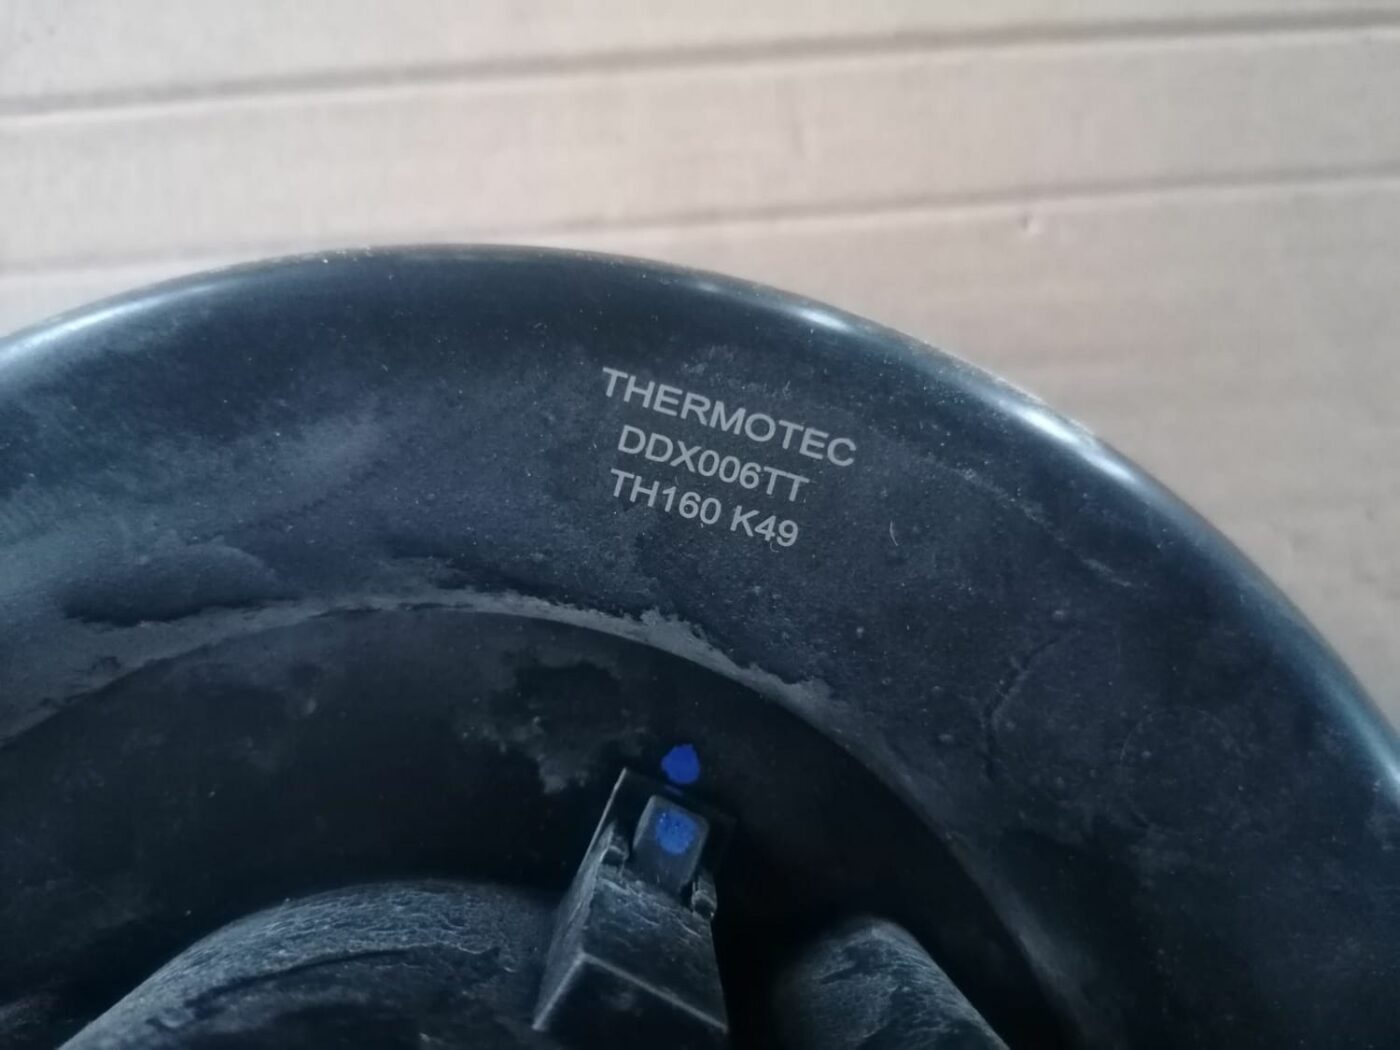 THERMOTEC
DDX006TT
TH160 K49